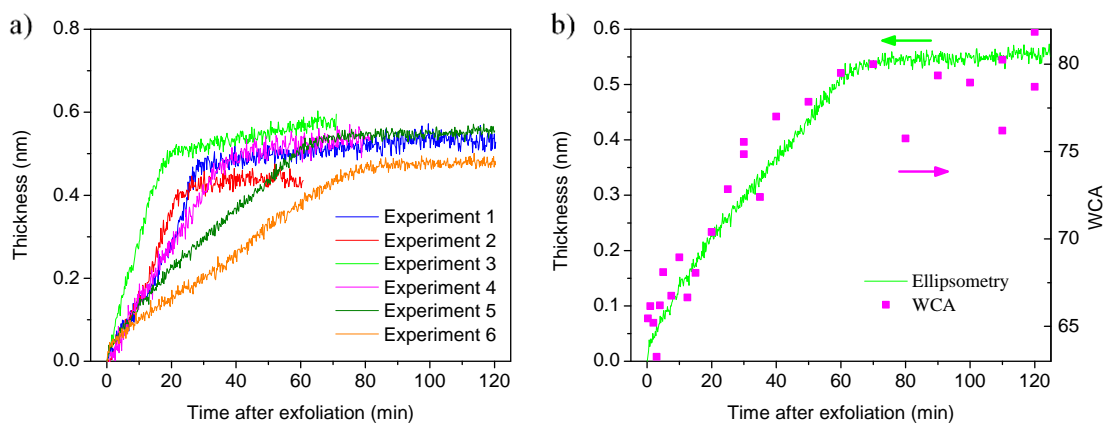 a)
0.8
0.6
0.4
0.2
0.0
Thickness (nm)
0 20 40 60 80 100 120
Time after exfoliation (min)
Experiment 1
Experiment 2
Experiment 3
Experiment 4
Experiment 5
Experiment 6
b)
0.6
0.5
0.4
0.3
0.2
0.1
0.0
Thicknesss (nm)
0 20 40 60 80 100 120
Time after exfoliation (min)
80
75
70
65
WCA
Ellipsometry
WCA